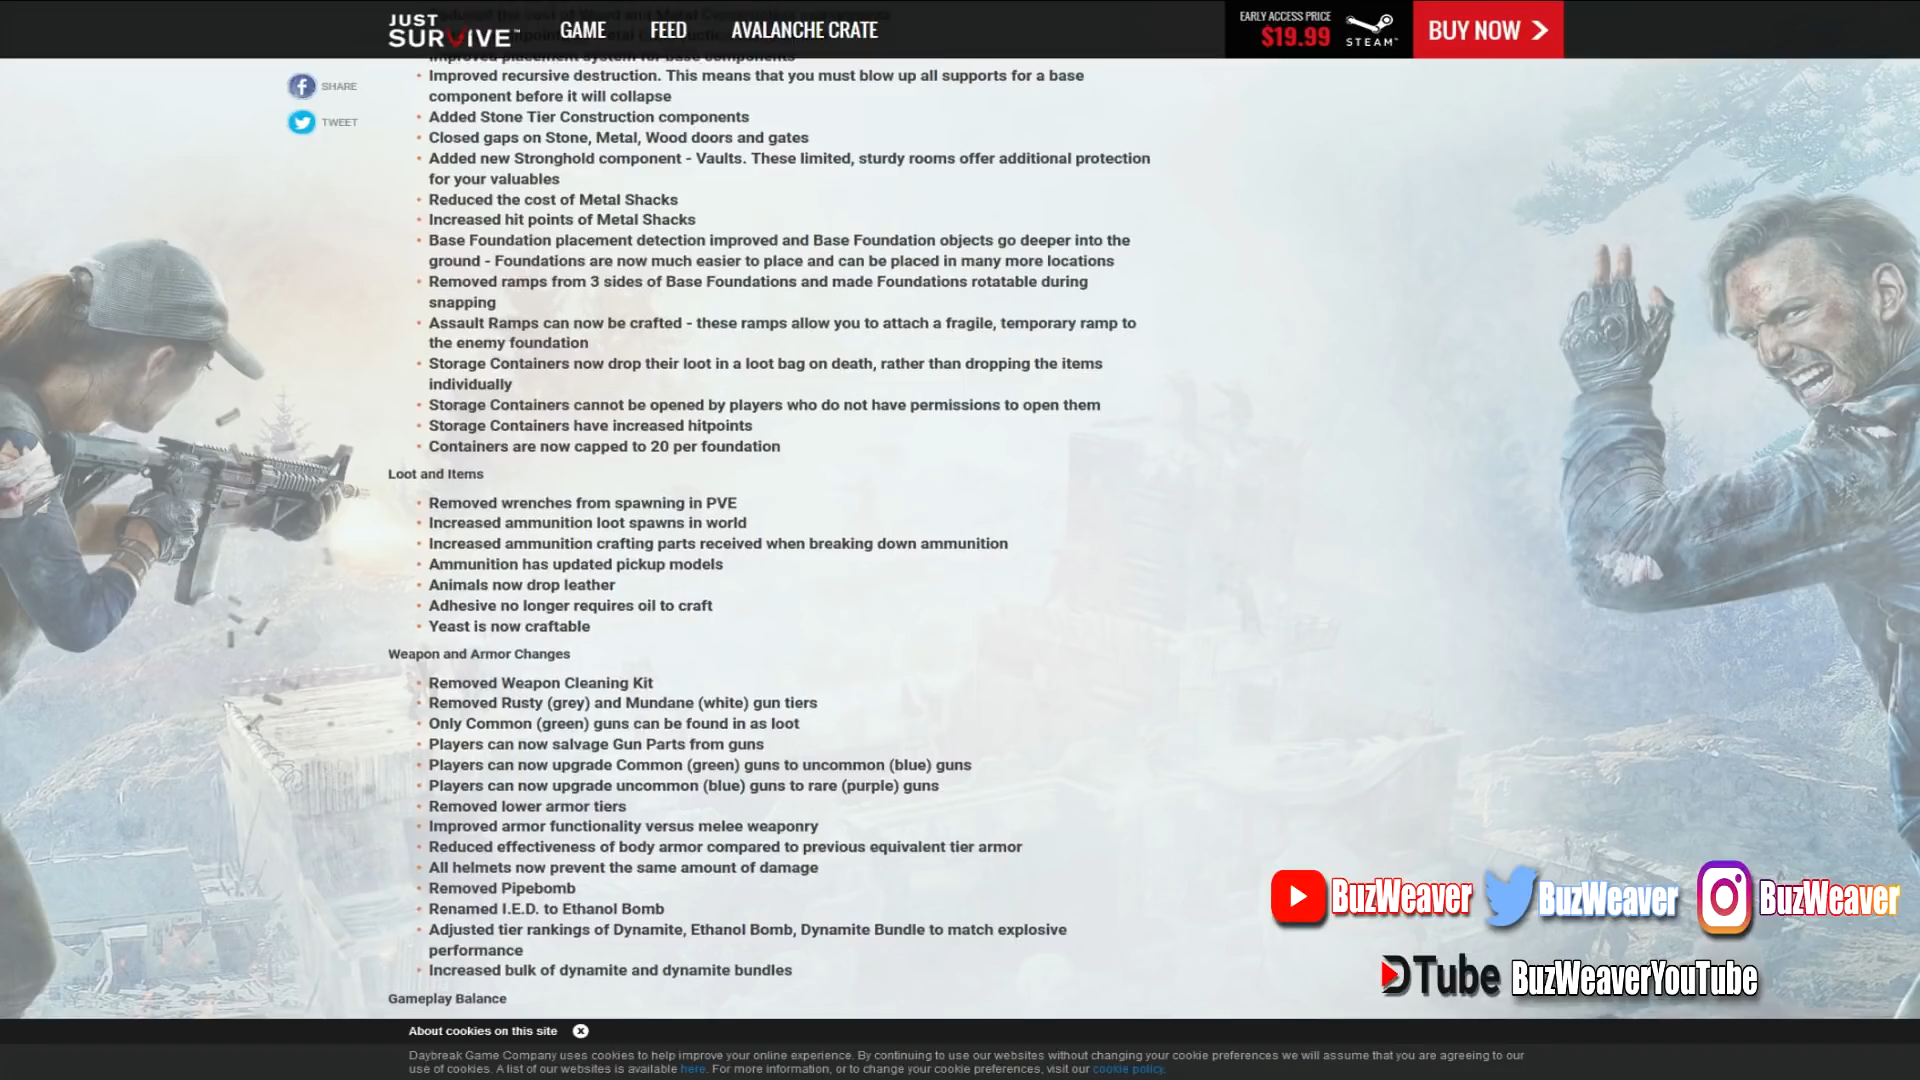 JUST
SURVIVE
GAME
FEED
AVALANCHE CRATE
EARLY ACCESS PRICE
$19.99
STEAM
BUY NOW
SHARE
TWEET
Improved placement system for base components
• Improved recursive destruction. This means that you must blow up all supports for a base
component before it will collapse
• Added Stone Tier Construction components
• Closed gaps on Stone, Metal, Wood doors and gates
• Added new Stronghold component - Vaults. These limited, sturdy rooms offer additional protection
for your valuables
• Reduced the cost of Metal Shacks
• Increased hit points of Metal Shacks
• Base Foundation placement detection improved and Base Foundation objects go deeper into the
ground - Foundations are now much easier to place and can be placed in many more locations
• Removed ramps from 3 sides of Base Foundations and made Foundations rotatable during
snapping
• Assault Ramps can now be crafted - these ramps allow you to attach a fragile, temporary ramp to
the enemy foundation
• Storage Containers now drop their loot in a loot bag on death, rather than dropping the items
individually
• Storage Containers cannot be opened by players who do not have permissions to open them
• Storage Containers have increased hitpoints
• Containers are now capped to 20 per foundation
Loot and Items
• Removed wrenches from spawning in PVE
• Increased ammunition loot spawns in world
• Increased ammunition crafting parts received when breaking down ammunition
• Ammunition has updated pickup models
• Animals now drop leather
• Adhesive no longer requires oil to craft
• Yeast is now craftable
Weapon and Armor Changes
• Removed Weapon Cleaning Kit
• Removed Rusty (grey) and Mundane (white) gun tiers
• Only Common (green) guns can be found in as loot
• Players can now salvage Gun Parts from guns
• Players can now upgrade Common (green) guns to uncommon (blue) guns
• Players can now upgrade uncommon (blue) guns to rare (purple) guns
• Removed lower armor tiers
• Improved armor functionality versus melee weaponry
• Reduced effectiveness of body armor compared to previous equivalent tier armor
• All helmets now prevent the same amount of damage
• Removed Pipebomb
• Renamed I.E.D. to Ethanol Bomb
• Adjusted tier rankings of Dynamite, Ethanol Bomb, Dynamite Bundle to match explosive
performance
• Increased bulk of dynamite and dynamite bundles
Gameplay Balance
BuzWeaver
BuzWeaver
BuzWeaver
DTube BuzWeaverYouTube
About cookies on this site
Daybreak Game Company uses cookies to help improve your online experience. By continuing to use our websites without changing your cookie preferences we will assume that you are agreeing to our
use of cookies. A list of our websites is available here. For more information, or to change your cookie preferences, visit our cookie policy.